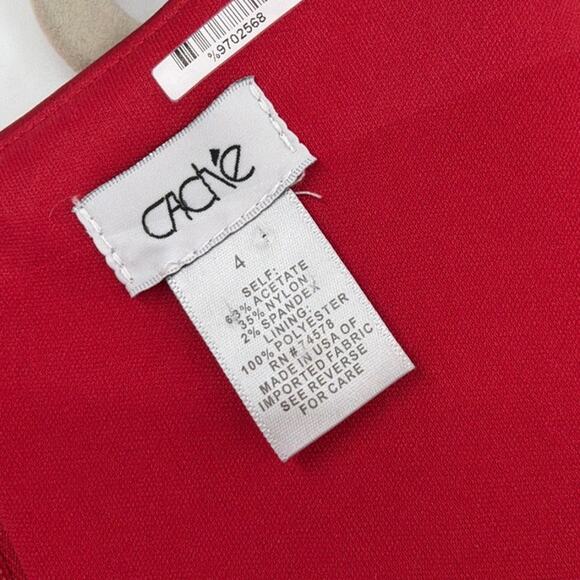 %9702568
CACHÉ
4
SELF:
63% ACETATE
35% NYLON
2% SPANDEX
LINING:
100% POLYESTER
RN# 74578
MADE IN USA OF
IMPORTED FABRIC
SEE REVERSE
FOR CARE